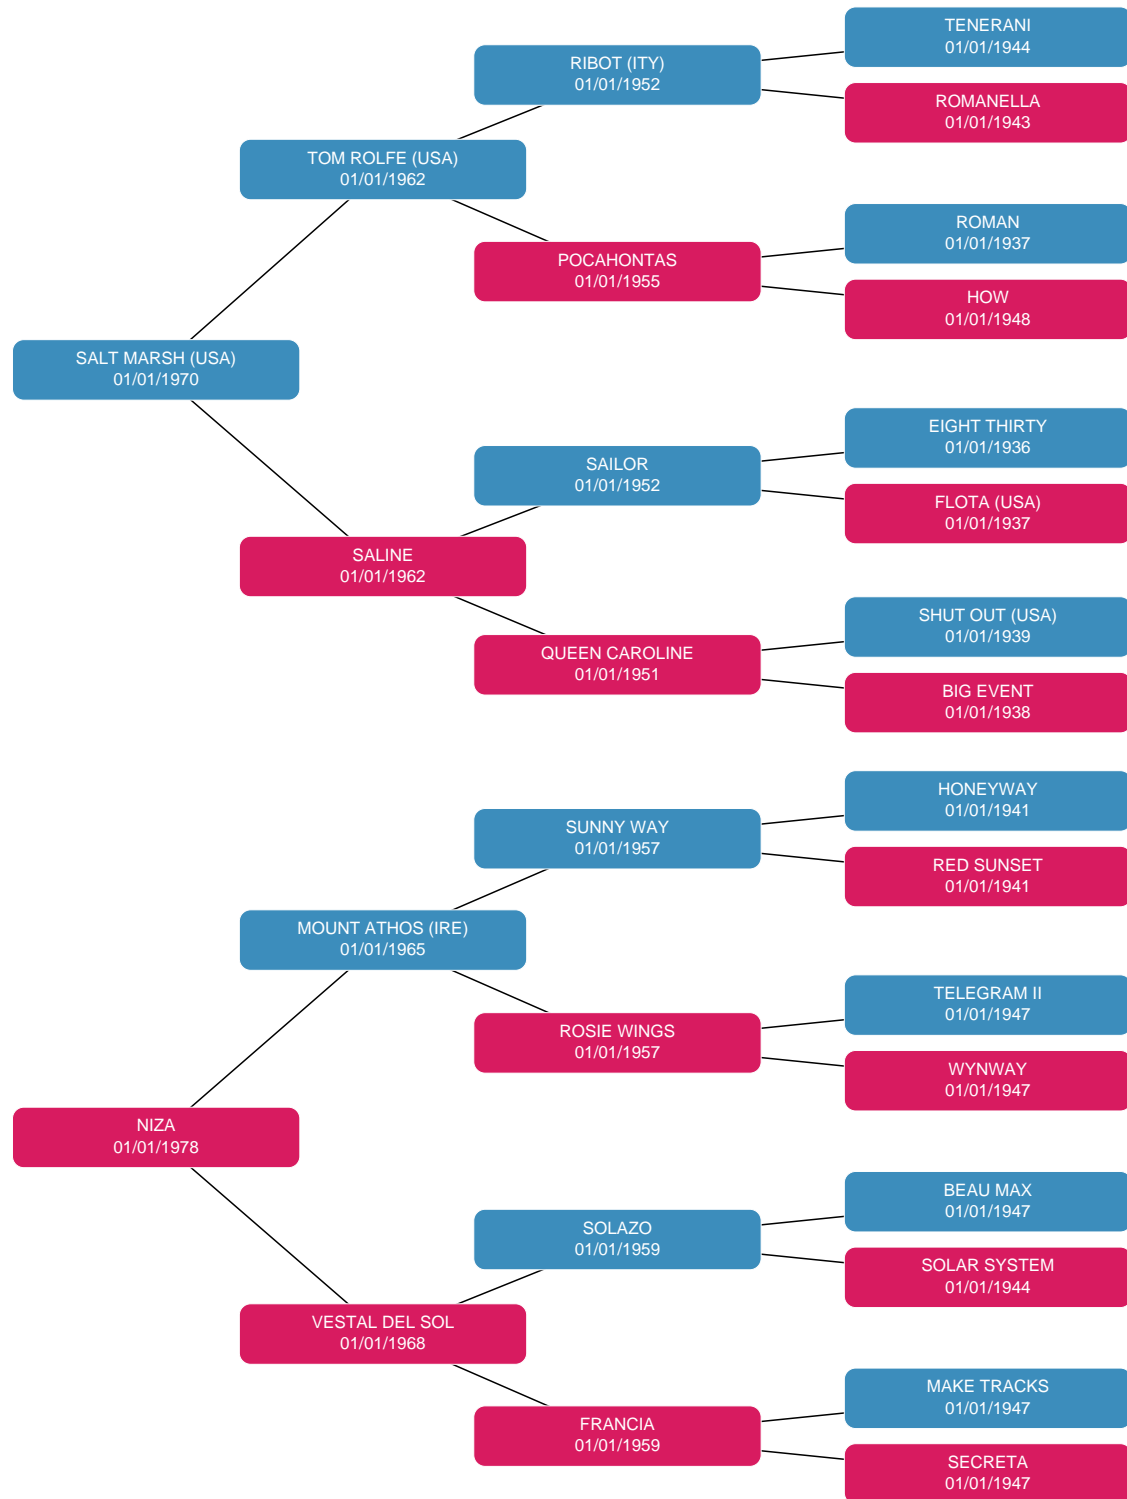 TENERANI
01/01/1944
RIBOT (ITY)
01/01/1952
ROMANELLA
01/01/1943
TOM ROLFE (USA)
01/01/1962
ROMAN
01/01/1937
POCAHONTAS
01/01/1955
HOW
01/01/1948
SALT MARSH (USA)
01/01/1970
EIGHT THIRTY
01/01/1936
SAILOR
01/01/1952
FLOTA (USA)
01/01/1937
SALINE
01/01/1962
SHUT OUT (USA)
01/01/1939
QUEEN CAROLINE
01/01/1951
BIG EVENT
01/01/1938
HONEYWAY
01/01/1941
SUNNY WAY
01/01/1957
RED SUNSET
01/01/1941
MOUNT ATHOS (IRE)
01/01/1965
TELEGRAM II
01/01/1947
ROSIE WINGS
01/01/1957
WYNWAY
01/01/1947
NIZA
01/01/1978
BEAU MAX
01/01/1947
SOLAZO
01/01/1959
SOLAR SYSTEM
01/01/1944
VESTAL DEL SOL
01/01/1968
MAKE TRACKS
01/01/1947
FRANCIA
01/01/1959
SECRETA
01/01/1947